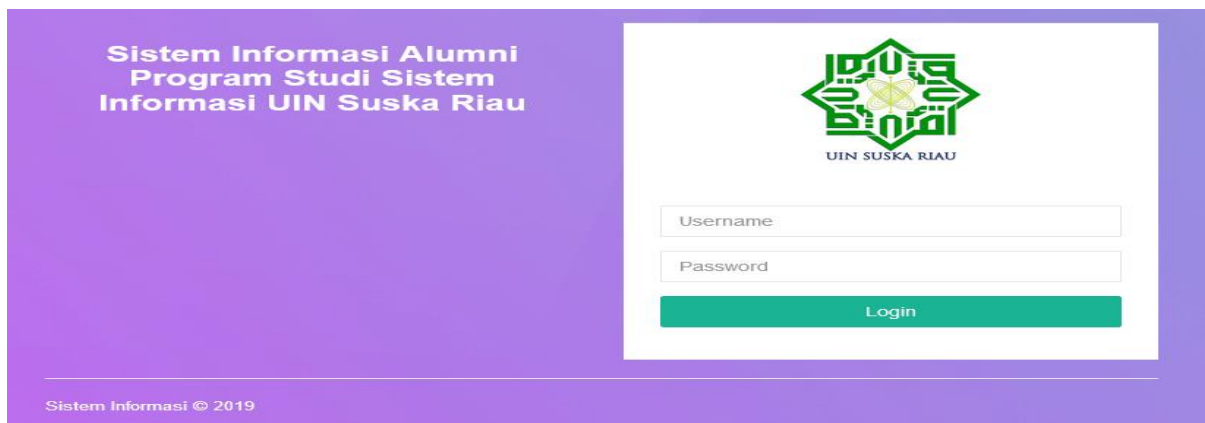 Sistem Informasi Alumni
Program Studi Sistem
Informasi UIN Suska Riau
UIN SUSKA RIAU
Username
Password
Login
Sistem Informasi © 2019